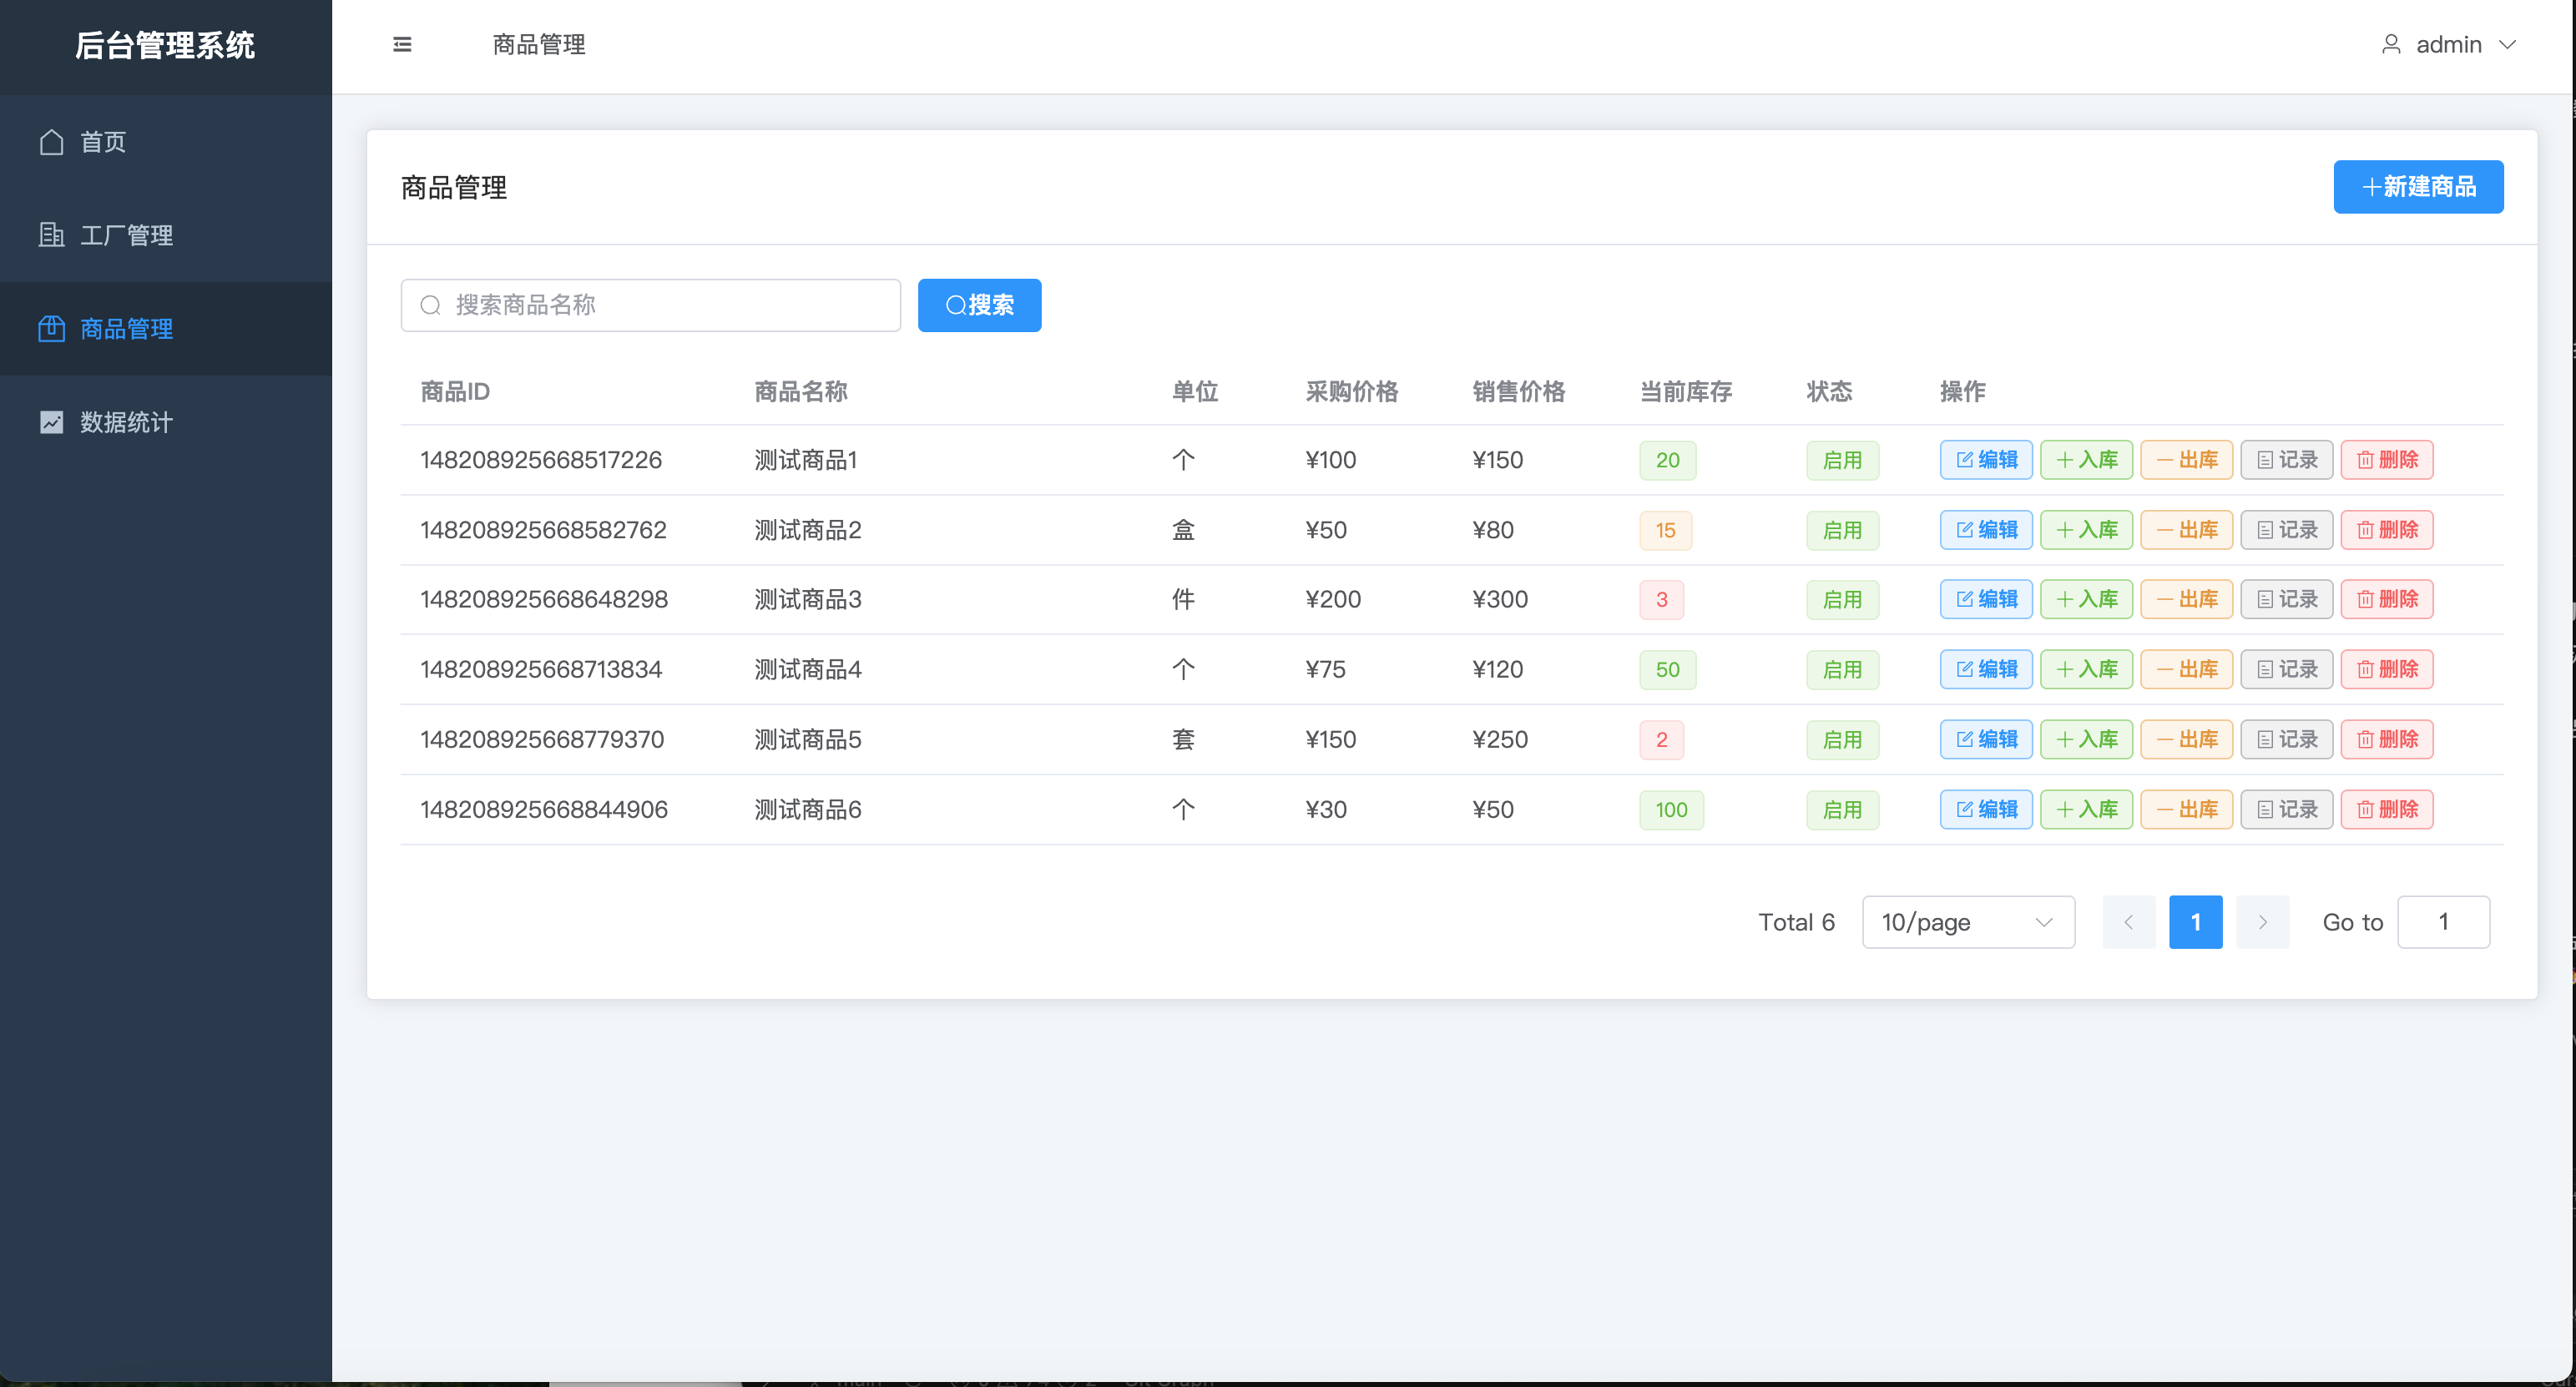 后台管理系统
商品管理
admin
首页
工厂管理
商品管理
数据统计
商品管理
新建商品
搜索商品名称
搜索
商品ID 商品名称 单位 采购价格 销售价格 当前库存 状态 操作
148208925668517226 测试商品1 个 ¥100 ¥150 20 启用 编辑 入库 出库 记录 删除
148208925668582762 测试商品2 盒 ¥50 ¥80 15 启用 编辑 入库 出库 记录 删除
148208925668648298 测试商品3 件 ¥200 ¥300 3 启用 编辑 入库 出库 记录 删除
148208925668713834 测试商品4 个 ¥75 ¥120 50 启用 编辑 入库 出库 记录 删除
148208925668779370 测试商品5 套 ¥150 ¥250 2 启用 编辑 入库 出库 记录 删除
148208925668844906 测试商品6 个 ¥30 ¥50 100 启用 编辑 入库 出库 记录 删除
Total 6 10/page 1 Go to 1